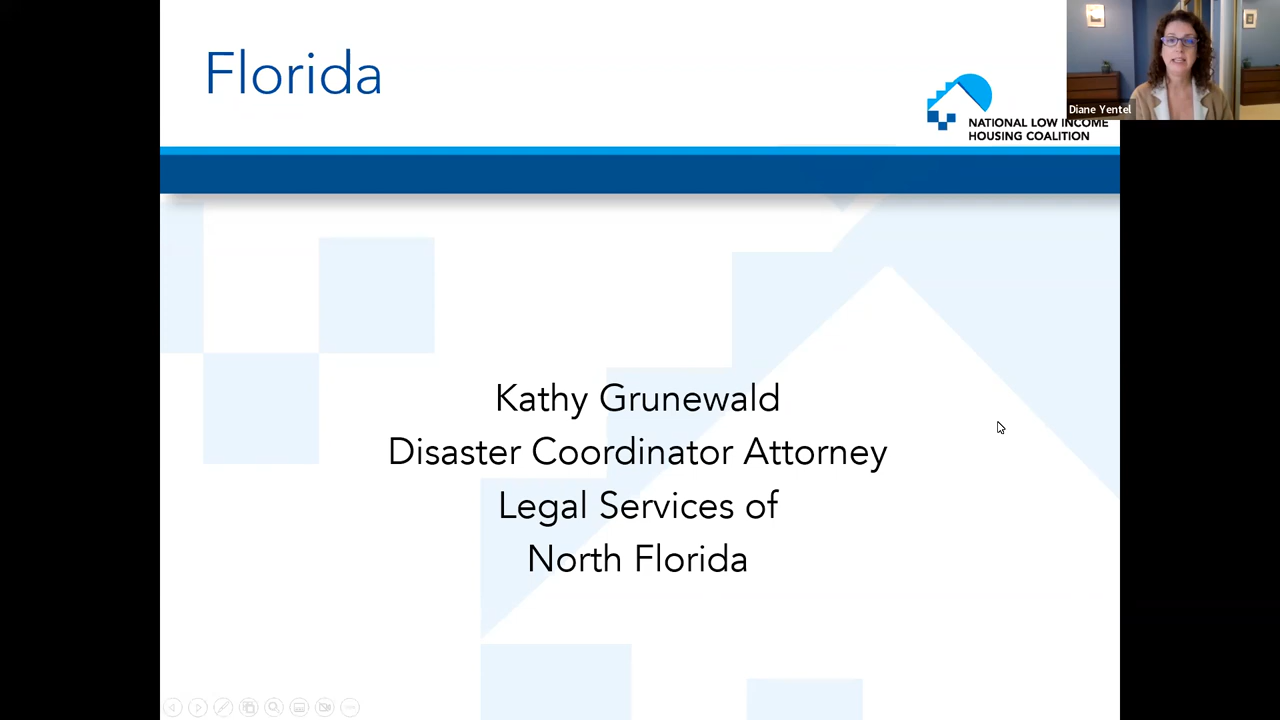 Florida
Diane Yentel
NATIONAL LOW INCOME
HOUSING COALITION
Kathy Grunewald
Disaster Coordinator Attorney
Legal Services of
North Florida